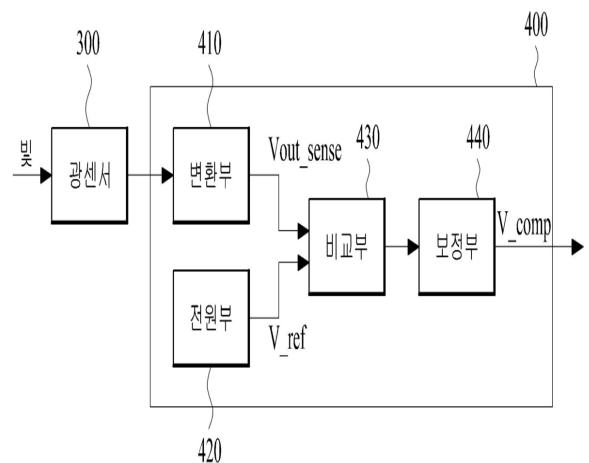 400
300
410
빛
광센서
변환부
Vout_sense
430
440
비교부
보정부
V_comp
전원부
V_ref
420